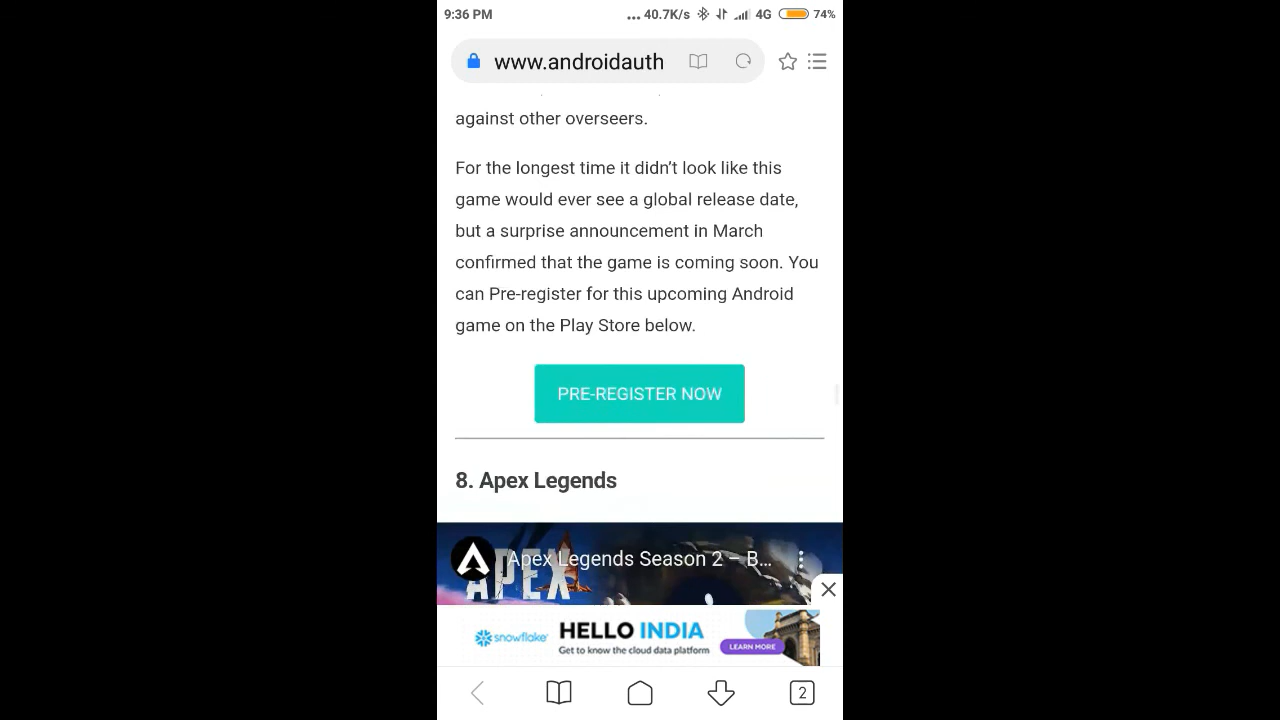 9:36 PM ... 40.7K/s 4G 74%
www.androidauth
against other overseers.
For the longest time it didn't look like this
game would ever see a global release date,
but a surprise announcement in March
confirmed that the game is coming soon. You
can Pre-register for this upcoming Android
game on the Play Store below.
PRE-REGISTER NOW
8. Apex Legends
Apex Legends Season 2 – B...
APEX
snowflake HELLO INDIA
Get to know the cloud data platform LEARN MORE
2